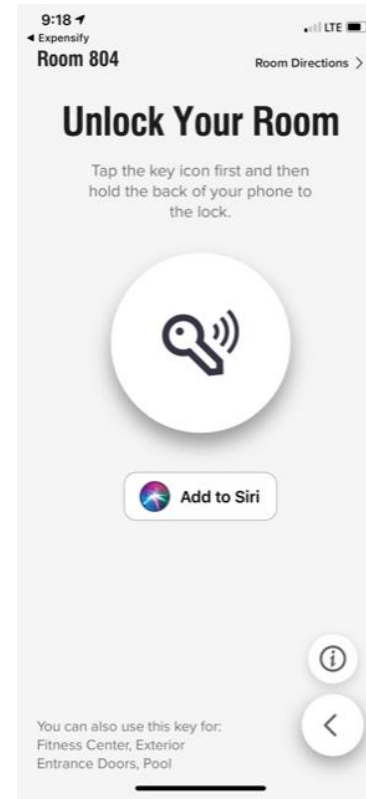 9:18
LTE
◀ Expensify
Room 804
Room Directions >
Unlock Your Room
Tap the key icon first and then
hold the back of your phone to
the lock.
Add to Siri
i
You can also use this key for:
Fitness Center, Exterior
Entrance Doors, Pool